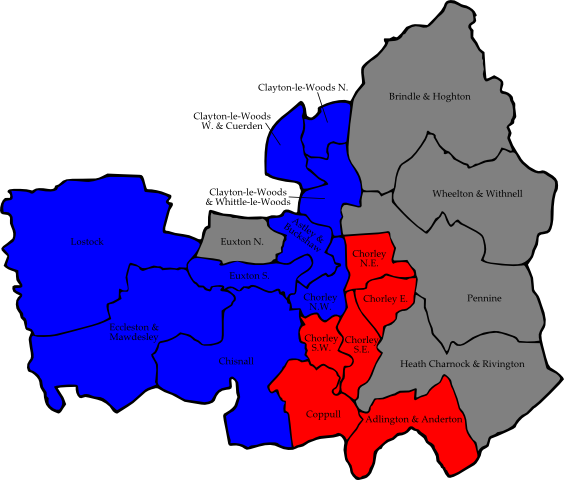 Clayton-le-Woods N.
Brindle & Hoghton
Clayton-le-Woods
W. & Cuerden
Clayton-le-Woods
& Whittle-le-Woods
Wheelton & Withnell
Lostock
Euxton N.
Astley &
Buckshaw
Chorley
N.E.
Euxton S.
Chorley
N.W.
Chorley E.
Pennine
Eccleston &
Mawdesley
Chorley
S.W.
Chorley
S.E.
Chisnall
Heath Charnock & Rivington
Coppull
Adlington & Anderton